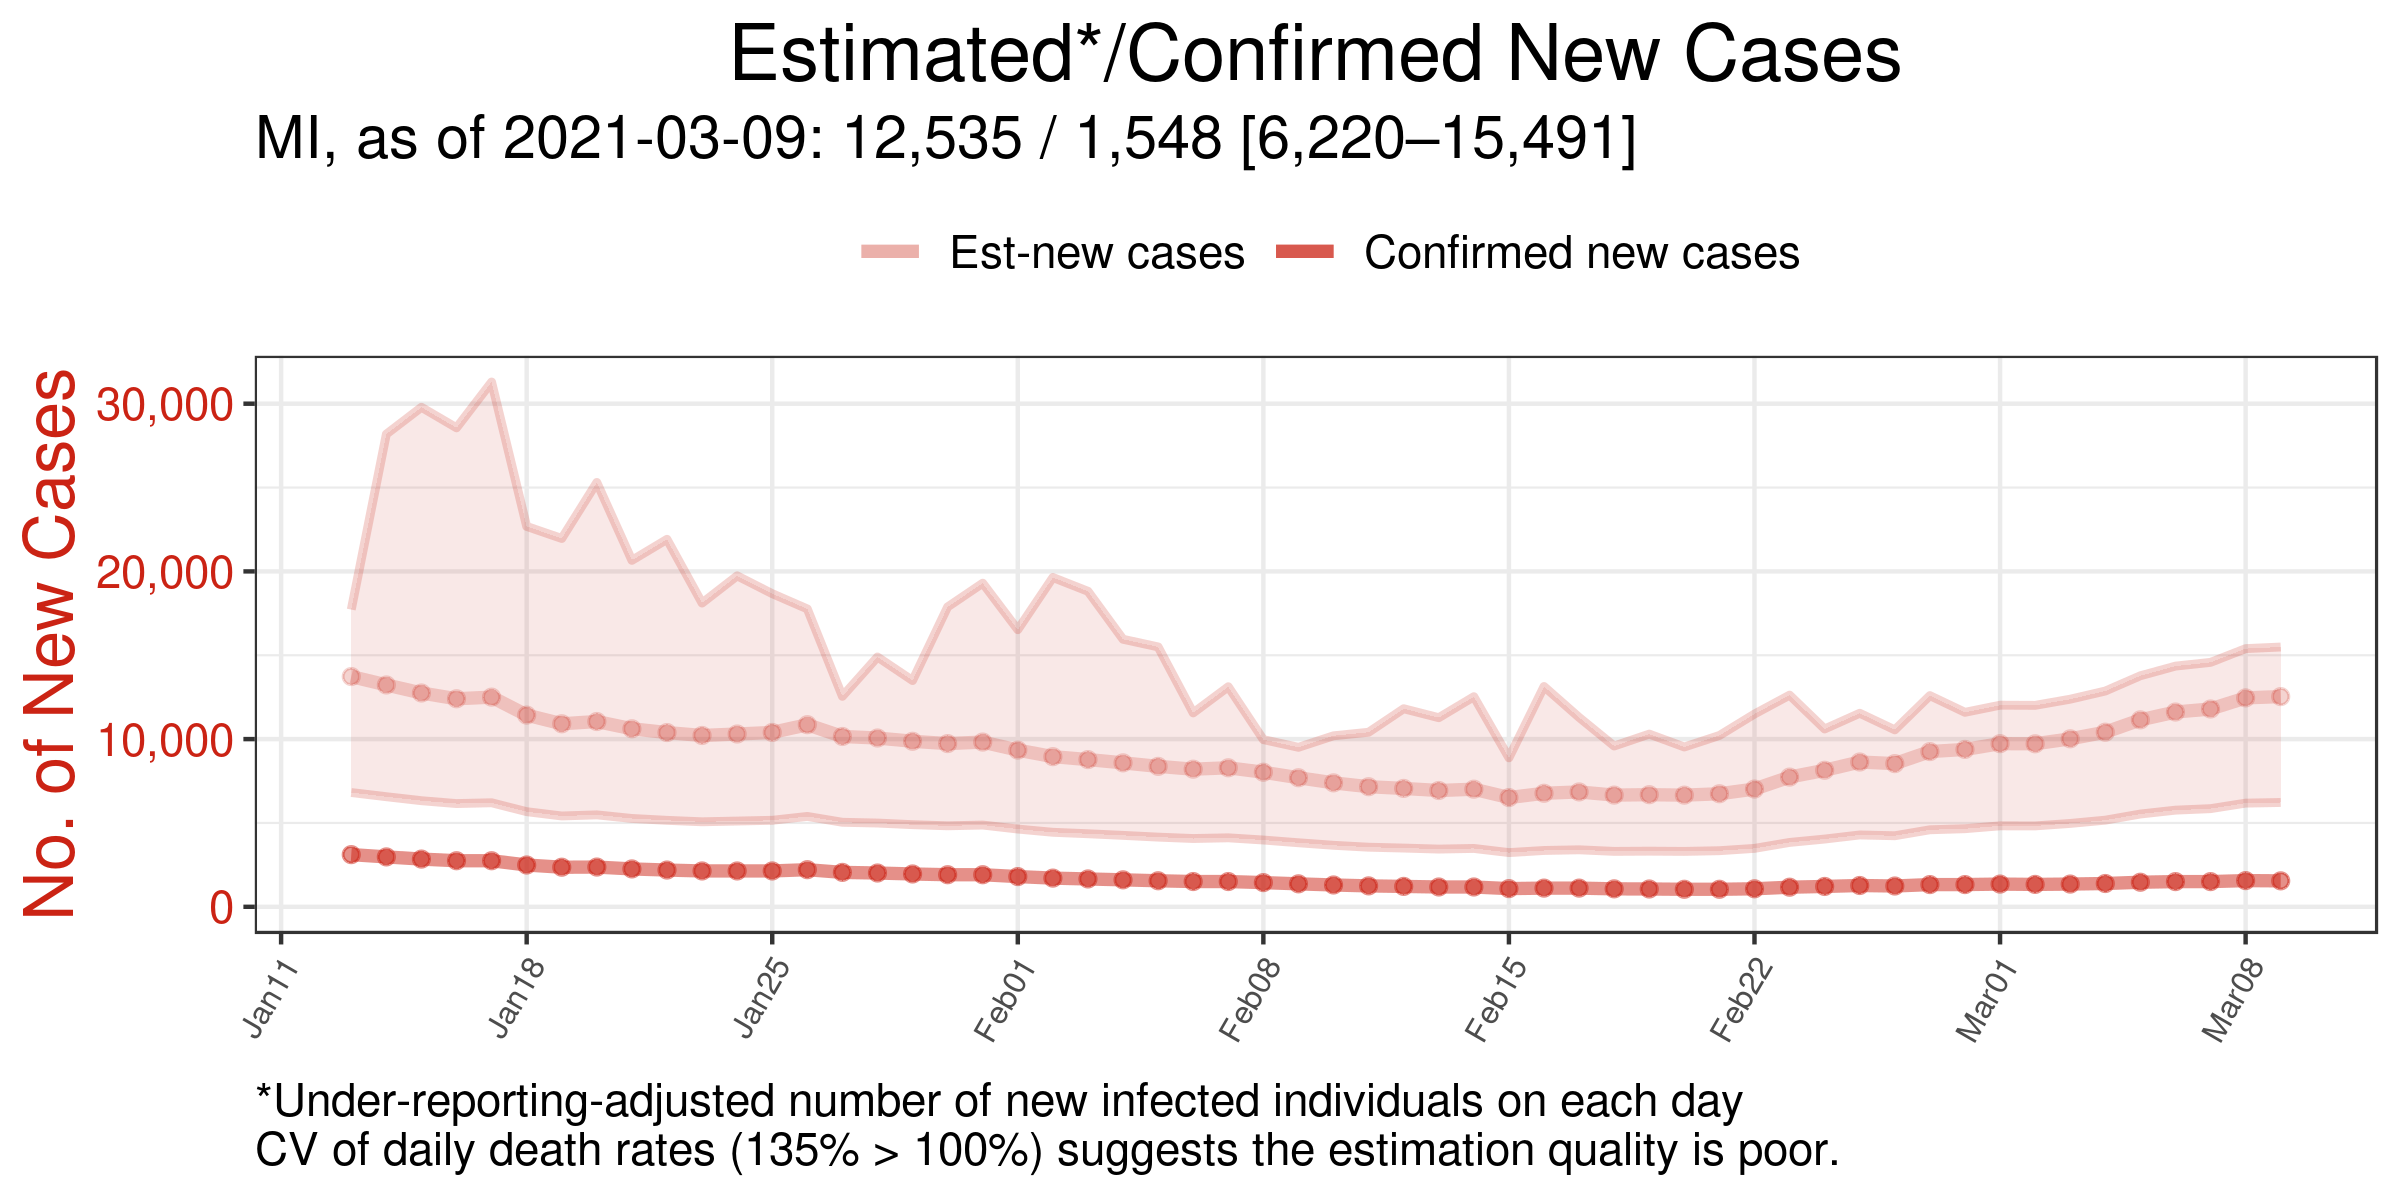 Estimated*/Confirmed New Cases
MI, as of 2021-03-09: 12,535 / 1,548 [6,220–15,491]
Est-new cases Confirmed new cases
No. of New Cases
30,000
20,000
10,000
0
Jan11 Jan18 Jan25 Feb01 Feb08 Feb15 Feb22 Mar01 Mar08
*Under-reporting-adjusted number of new infected individuals on each day
CV of daily death rates (135% > 100%) suggests the estimation quality is poor.